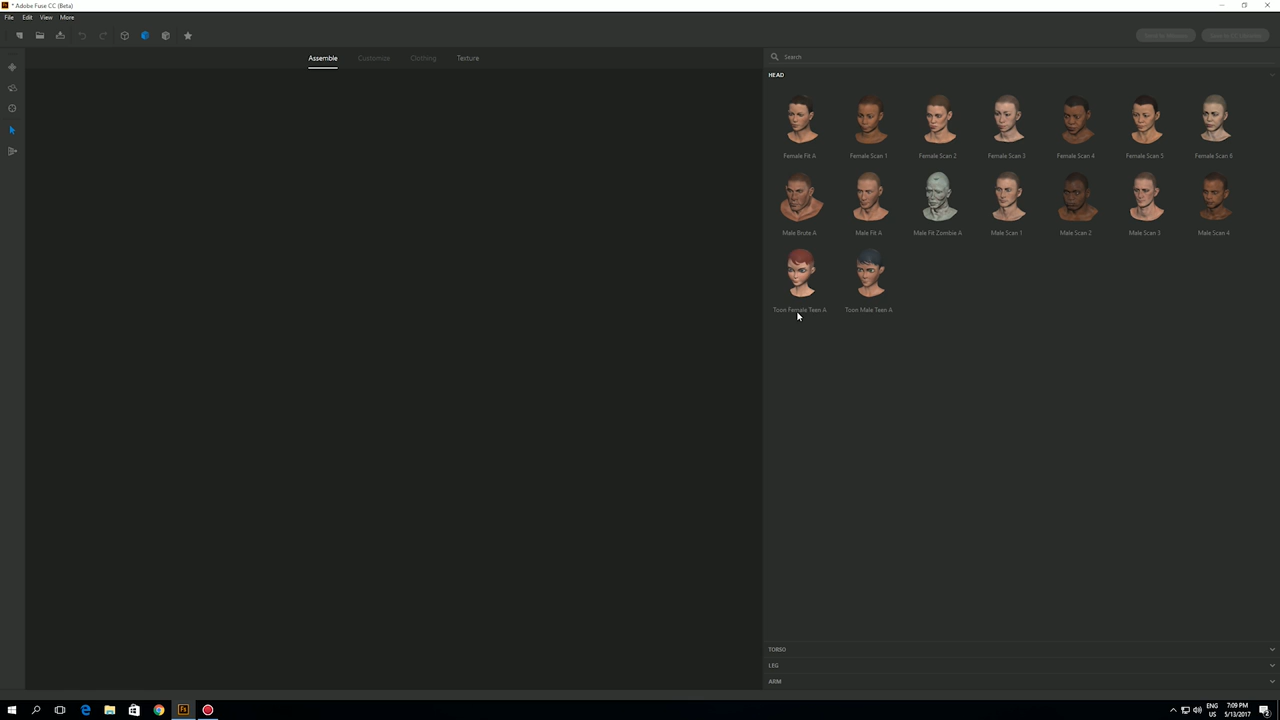 * Adobe Fuse CC (Beta)
File Edit View More
Assemble Customize Clothing Texture
Search
HEAD
Female Fit A Female Scan 1 Female Scan 2 Female Scan 3 Female Scan 4 Female Scan 5 Female Scan 6
Male Brute A Male Fit A Male Fit Zombie A Male Scan 1 Male Scan 2 Male Scan 3 Male Scan 4
Toon Female Teen A Toon Male Teen A
TORSO
LEG
ARM
Fs
ENG
US
7:09 PM
5/13/2017
2